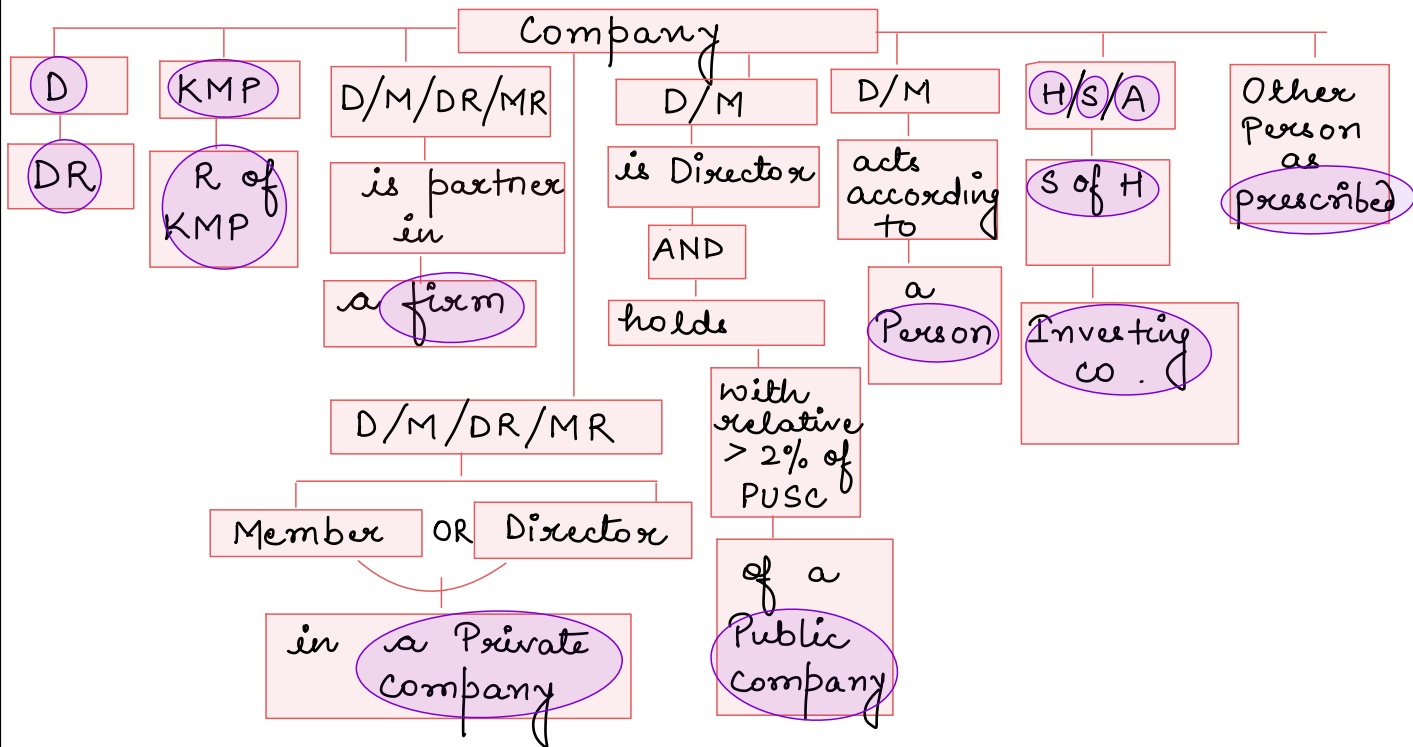 Company
D
DR
KMP
R of
KMP
D/M/DR/MR
is partner
in
a firm
D/M/DR/MR
Member OR Director
in a Private
company
D/M
is Director
AND
holds
with
relative
> 2% of
PUSC
of a
Public
company
D/M
acts
according
to
a
Person
H/S/A
S of H
Investing
co.
Other
Person
as
prescribed